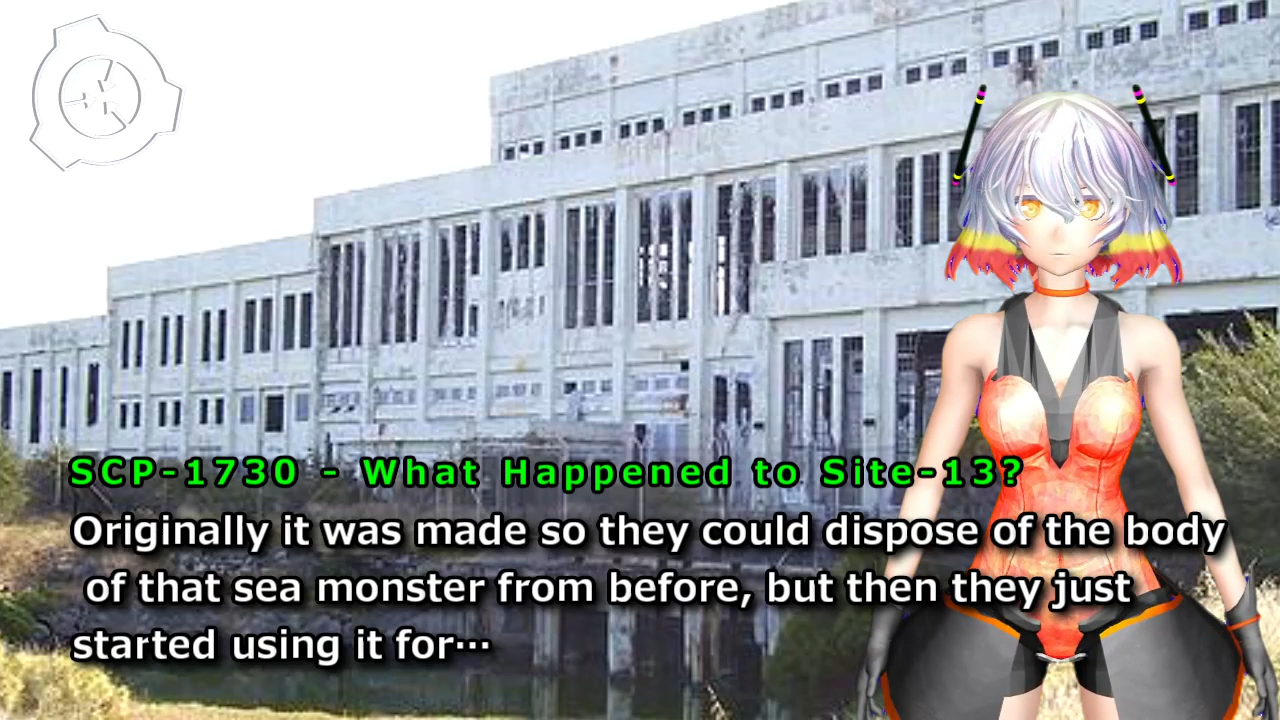 SCP-1730 - What Happened to Site-13?
Originally it was made so they could dispose of the body
of that sea monster from before, but then they just
started using it for…